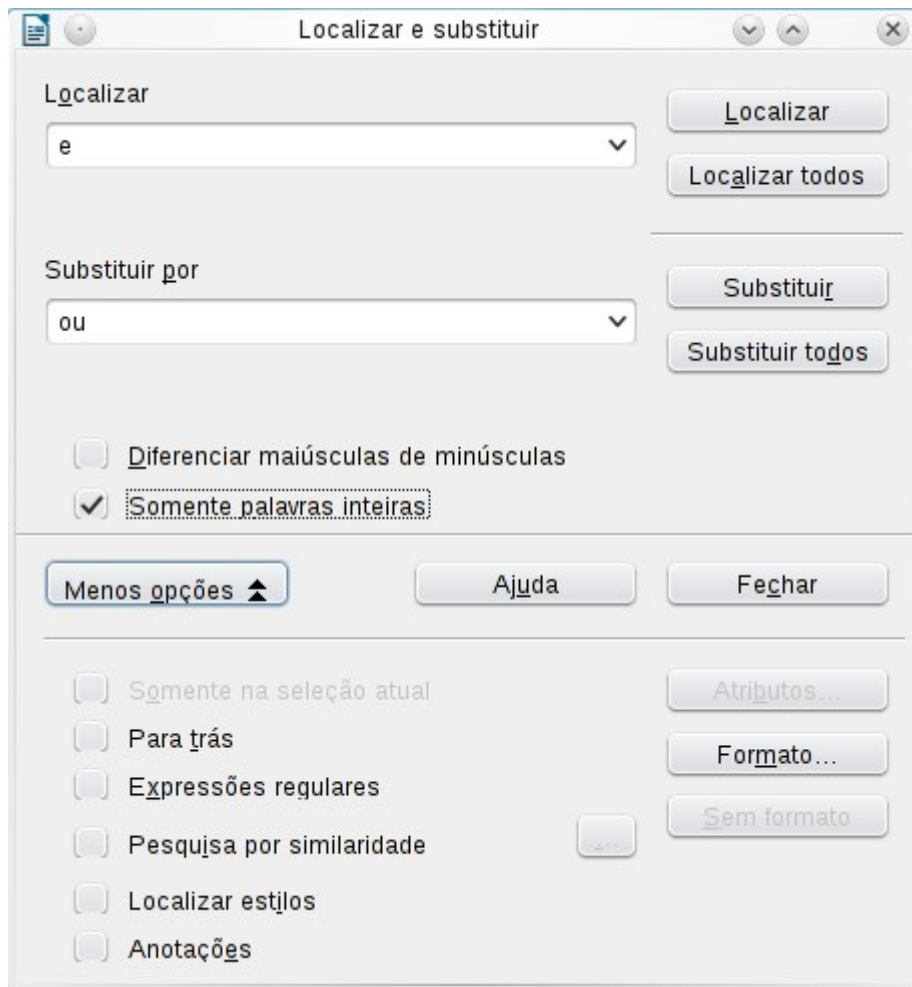 Localizar e substituir
Localizar
e
Localizar
Localizar todos
Substituir por
ou
Substituir
Substituir todos
Diferenciar maiúsculas de minúsculas
Somente palavras inteiras
Menos opções
Ajuda
Fechar
Somente na seleção atual
Atributos...
Para trás
Formato...
Expressões regulares
Sem formato
Pesquisa por similaridade
...
Localizar estilos
Anotações